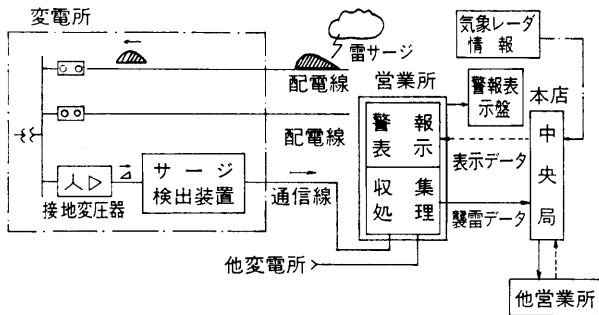 変電所
雷サージ
配電線
配電線
サージ
検出装置
接地変圧器
通信線
他変電所
営業所
警報
表示
収集
処理
気象レーダ
情報
警報表
示盤
本店
中央局
表示データ
襲雷データ
他営業所